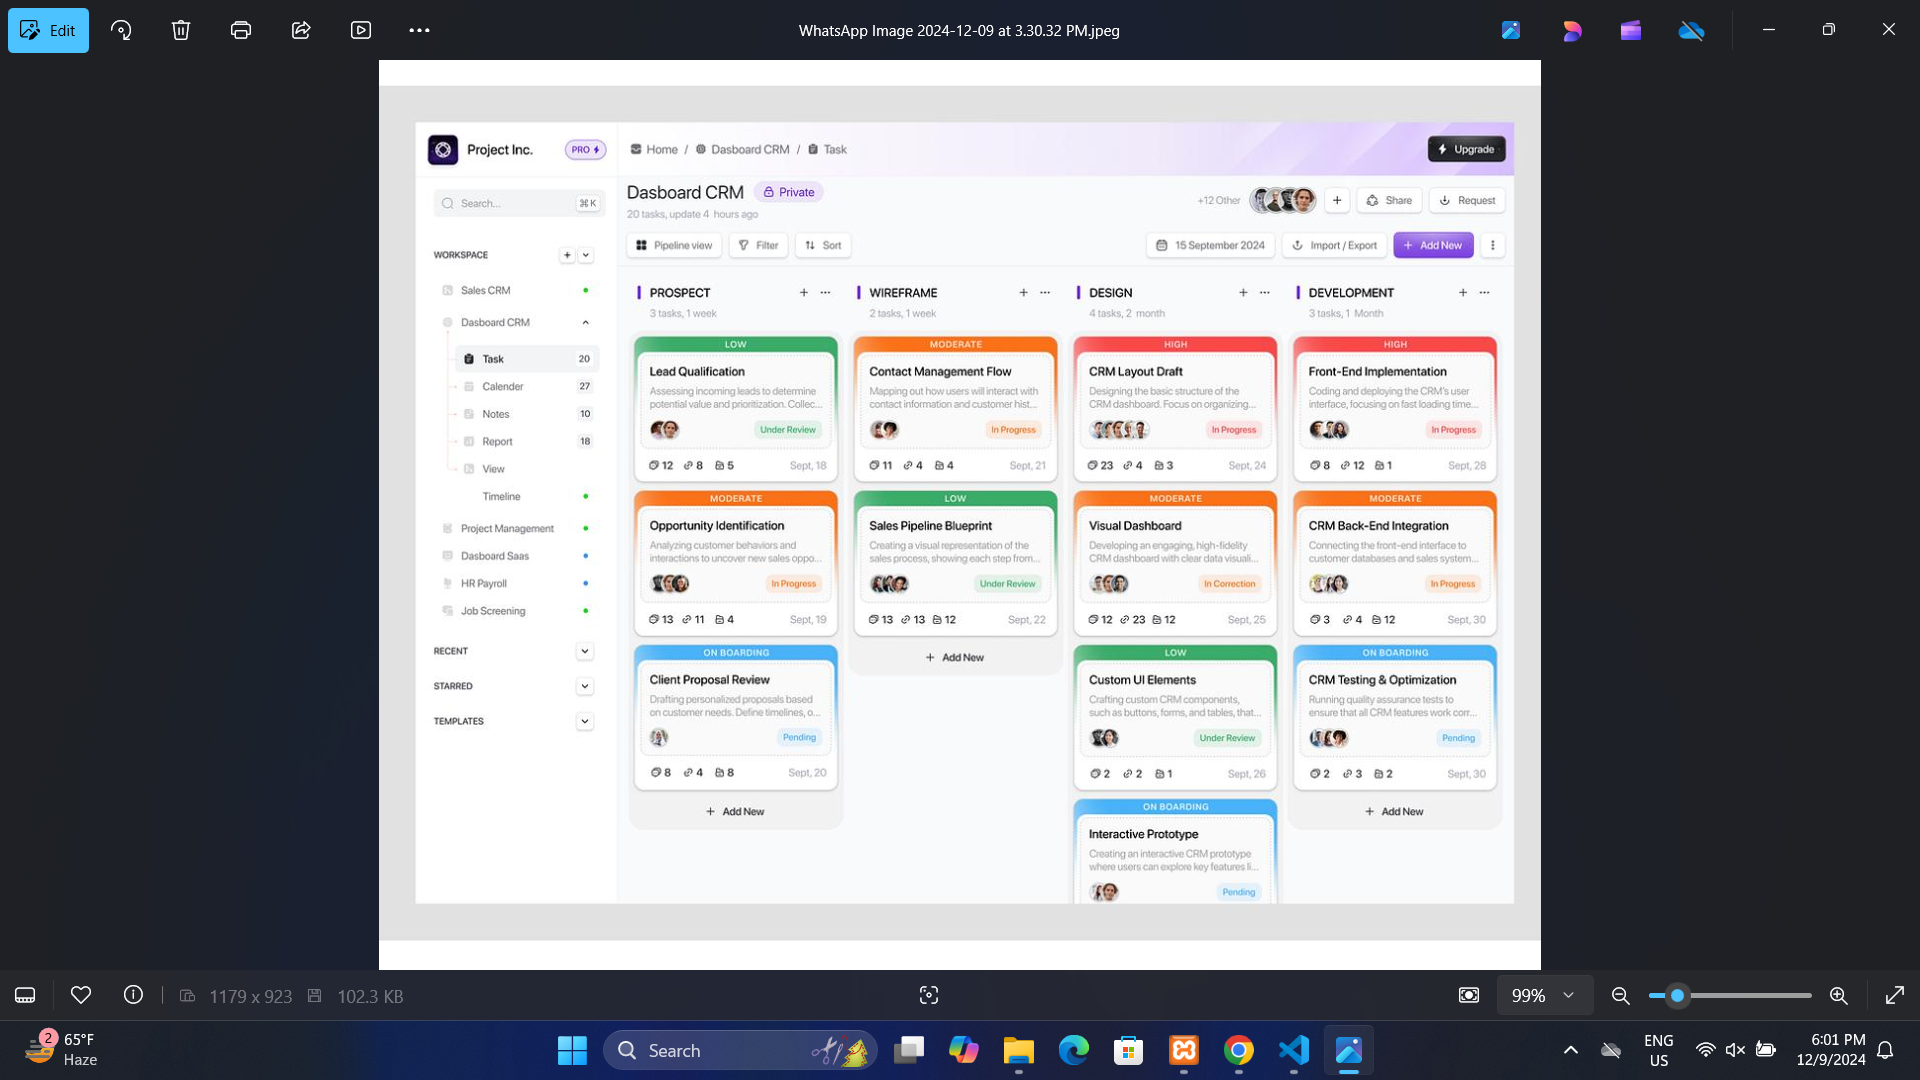 Edit
WhatsApp Image 2024-12-09 at 3.30.32 PM.jpeg
Project Inc.
PRO
Home / Dasboard CRM / Task
Upgrade
Search...
⌘K
Dasboard CRM
Private
20 tasks, update 4 hours ago
+12 Other
+
Share
Request
Pipeline view
Filter
Sort
15 September 2024
Import / Export
+ Add New
WORKSPACE
+
Sales CRM
Dasboard CRM
Task 20
Calender 27
Notes 10
Report 18
View
Timeline
Project Management
Dasboard Saas
HR Payroll
Job Screening
RECENT
STARRED
TEMPLATES
PROSPECT + ...
3 tasks, 1 week
LOW
Lead Qualification
Assessing incoming leads to determine
potential value and prioritization. Collec...
Under Review
12 8 5 Sept, 18
MODERATE
Opportunity Identification
Analyzing customer behaviors and
interactions to uncover new sales oppo...
In Progress
13 11 4 Sept, 19
ON BOARDING
Client Proposal Review
Drafting personalized proposals based
on customer needs. Define timelines, o...
Pending
8 4 8 Sept, 20
+ Add New
WIREFRAME + ...
2 tasks, 1 week
MODERATE
Contact Management Flow
Mapping out how users will interact with
contact information and customer hist...
In Progress
11 4 4 Sept, 21
LOW
Sales Pipeline Blueprint
Creating a visual representation of the
sales process, showing each step from...
Under Review
13 13 12 Sept, 22
+ Add New
DESIGN + ...
4 tasks, 2 month
HIGH
CRM Layout Draft
Designing the basic structure of the
CRM dashboard. Focus on organizing...
In Progress
23 4 3 Sept, 24
MODERATE
Visual Dashboard
Developing an engaging, high-fidelity
CRM dashboard with clear data visuali...
In Correction
12 23 12 Sept, 25
LOW
Custom UI Elements
Crafting custom CRM components,
such as buttons, forms, and tables, that...
Under Review
2 2 1 Sept, 26
ON BOARDING
Interactive Prototype
Creating an interactive CRM prototype
where users can explore key features li...
Pending
DEVELOPMENT + ...
3 tasks, 1 Month
HIGH
Front-End Implementation
Coding and deploying the CRM's user
interface, focusing on fast loading time...
In Progress
8 12 1 Sept, 28
MODERATE
CRM Back-End Integration
Connecting the front-end interface to
customer databases and sales system...
In Progress
3 4 12 Sept, 30
ON BOARDING
CRM Testing & Optimization
Running quality assurance tests to
ensure that all CRM features work corr...
Pending
2 3 2 Sept, 30
+ Add New
1179 x 923
102.3 KB
99%
2
65°F
Haze
Search
ENG
US
6:01 PM
12/9/2024